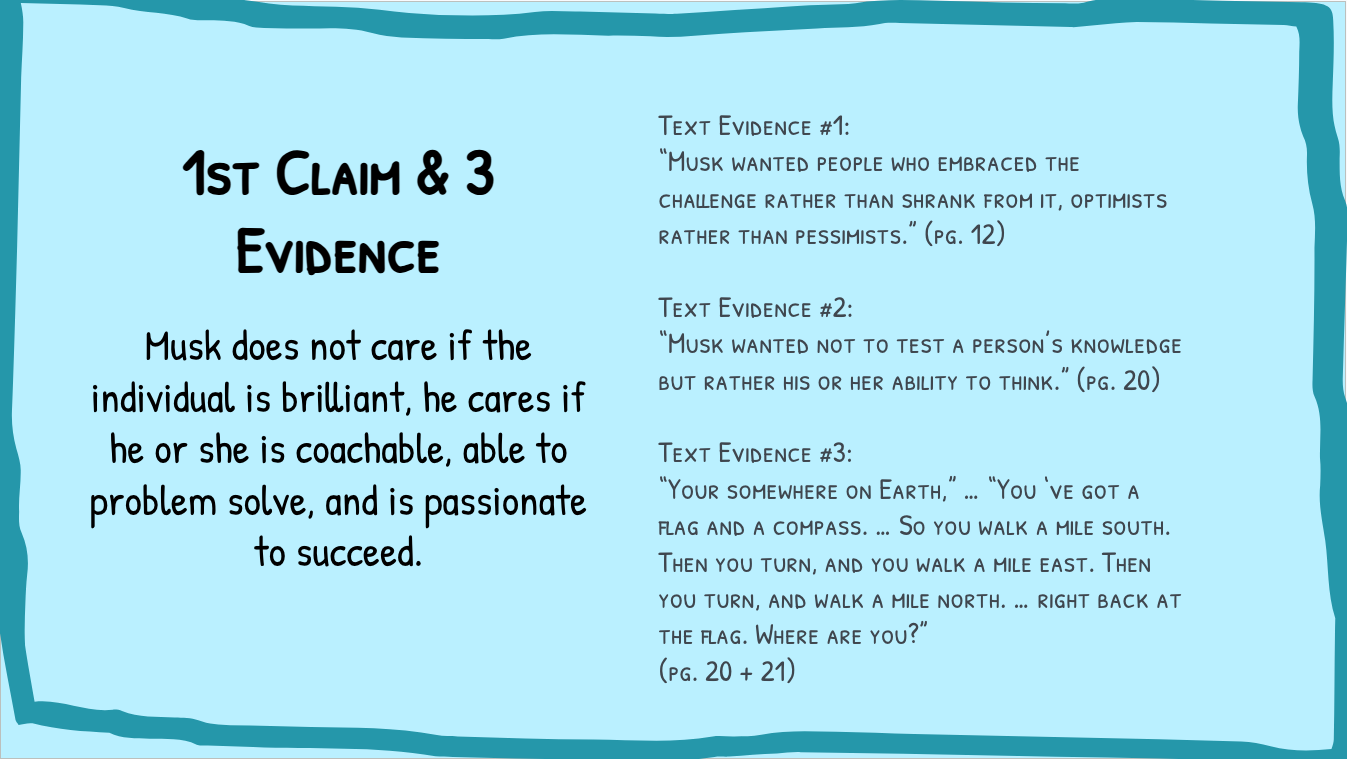 1st Claim & 3
Evidence
Musk does not care if the
individual is brilliant, he cares if
he or she is coachable, able to
problem solve, and is passionate
to succeed.
Text Evidence #1:
“Musk wanted people who embraced the
challenge rather than shrank from it, optimists
rather than pessimists.” (pg. 12)
Text Evidence #2:
“Musk wanted not to test a person’s knowledge
but rather his or her ability to think.” (pg. 20)
Text Evidence #3:
“Your somewhere on Earth,” … “You ‘ve got a
flag and a compass. … So you walk a mile south.
Then you turn, and you walk a mile east. Then
you turn, and walk a mile north. … right back at
the flag. Where are you?”
(pg. 20 + 21)